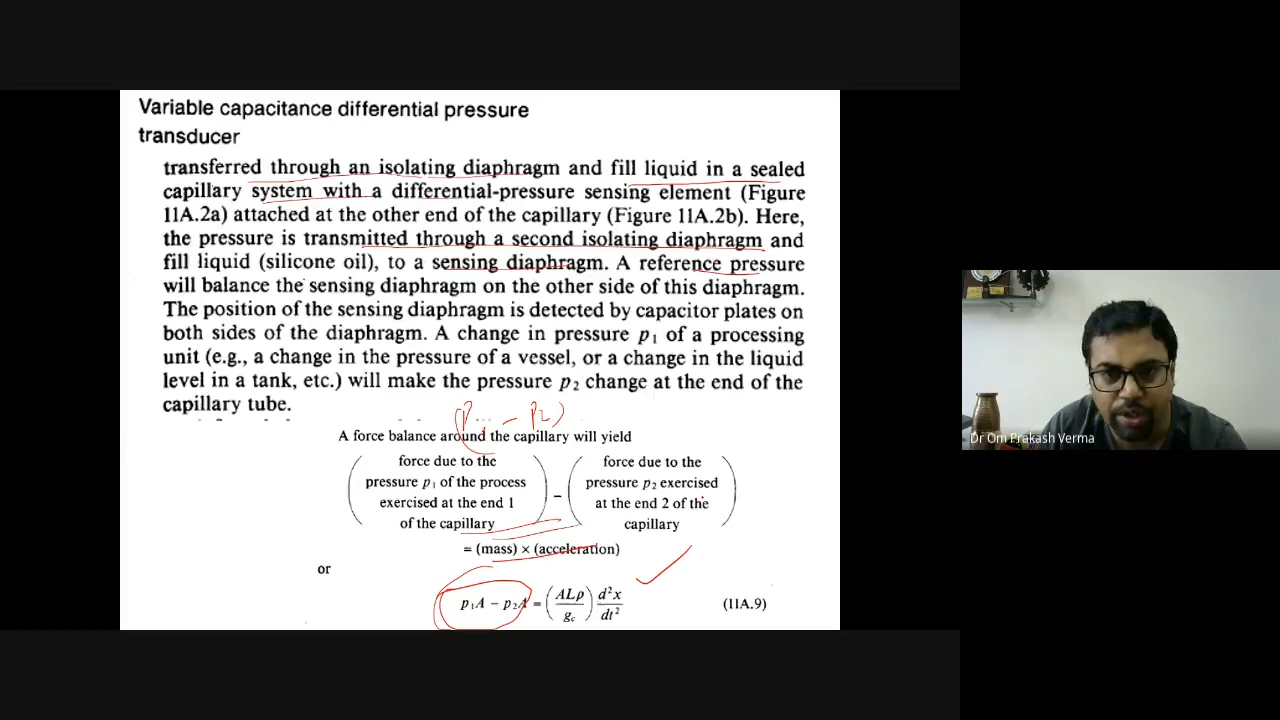 Variable capacitance differential pressure
transducer
transferred through an isolating diaphragm and fill liquid in a sealed
capillary system with a differential-pressure sensing element (Figure
11A.2a) attached at the other end of the capillary (Figure 11A.2b). Here,
the pressure is transmitted through a second isolating diaphragm and
fill liquid (silicone oil), to a sensing diaphragm. A reference pressure
will balance the sensing diaphragm on the other side of this diaphragm.
The position of the sensing diaphragm is detected by capacitor plates on
both sides of the diaphragm. A change in pressure p₁ of a processing
unit (e.g., a change in the pressure of a vessel, or a change in the liquid
level in a tank, etc.) will make the pressure p₂ change at the end of the
capillary tube.
(P₁ - P2)
A force balance around the capillary will yield
(force due to the pressure p₁ of the process exercised at the end 1 of the capillary) − (force due to the pressure p₂ exercised at the end 2 of the capillary)
= (mass) × (acceleration)
or
p₁A − p₂A = (ALρ/g꜀) d²x/dt² (11A.9)
Dr Om Prakash Verma